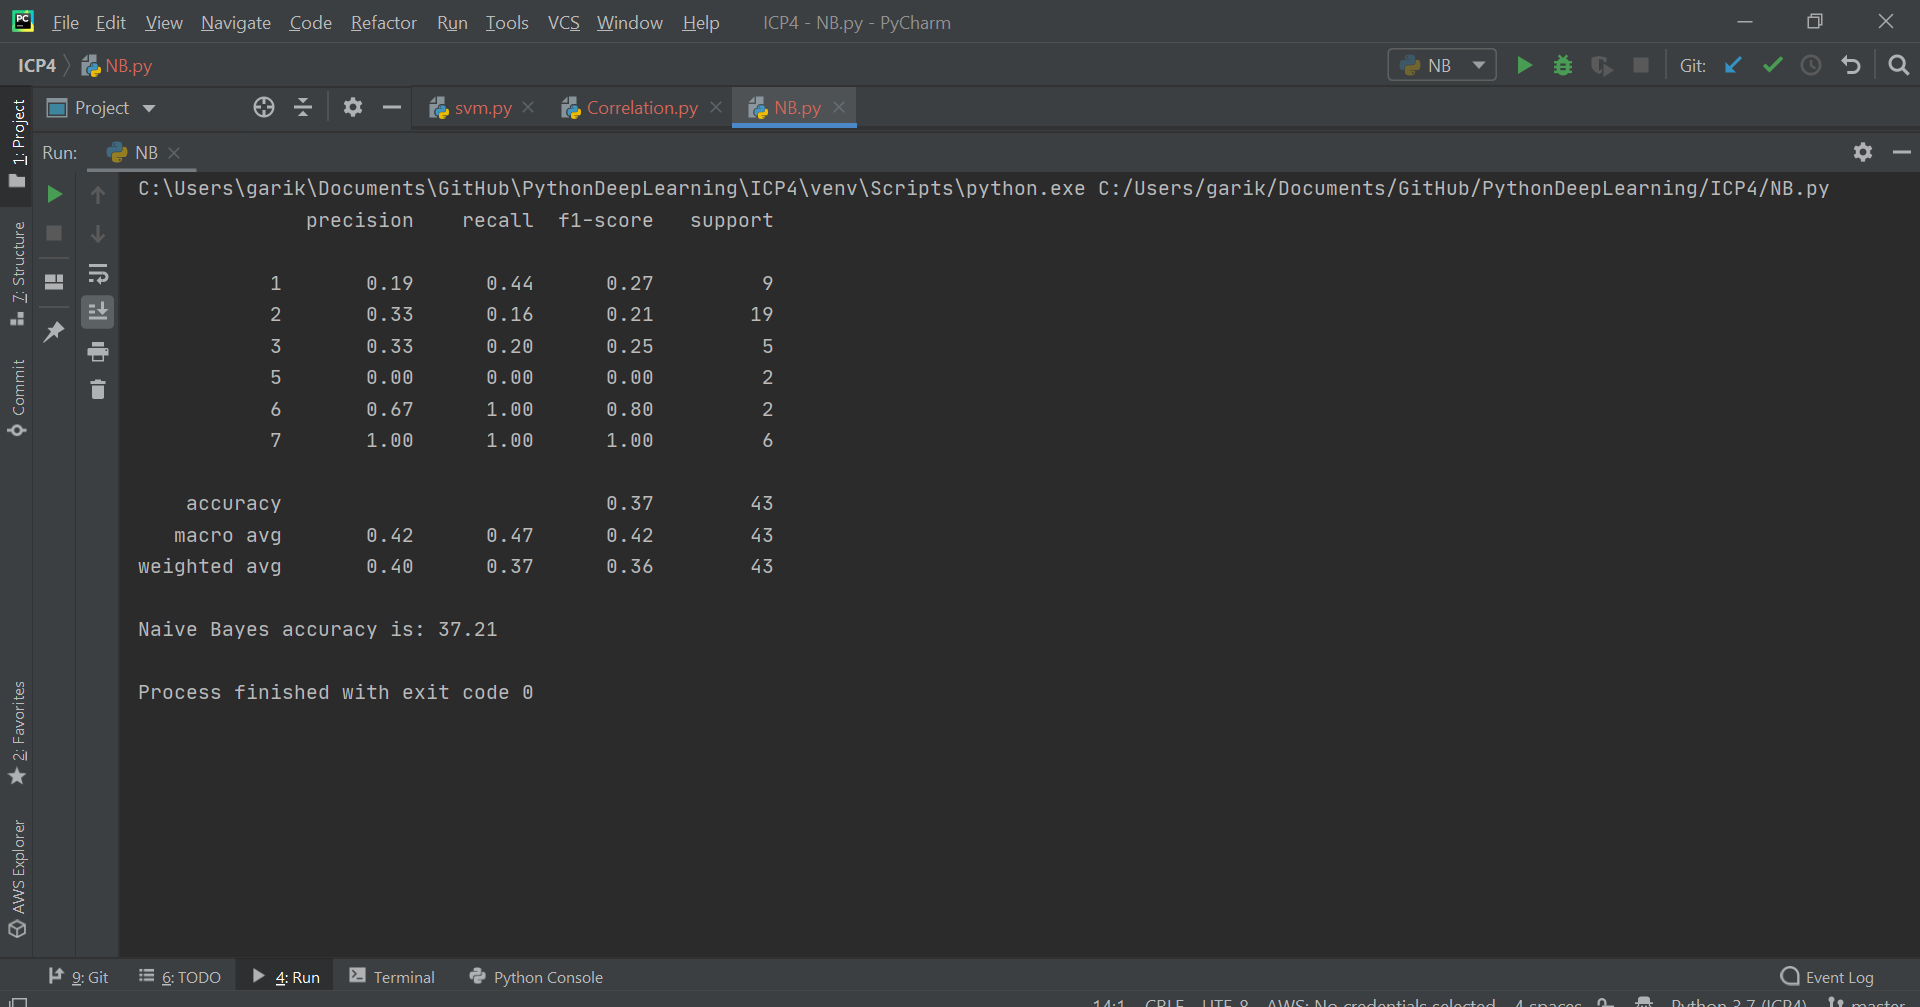 File Edit View Navigate Code Refactor Run Tools VCS Window Help ICP4 - NB.py - PyCharm
ICP4 NB.py NB Git:
Project svm.py Correlation.py NB.py
Run: NB
C:\Users\garik\Documents\GitHub\PythonDeepLearning\ICP4\venv\Scripts\python.exe C:/Users/garik/Documents/GitHub/PythonDeepLearning/ICP4/NB.py
precision recall f1-score support
1 0.19 0.44 0.27 9
2 0.33 0.16 0.21 19
3 0.33 0.20 0.25 5
5 0.00 0.00 0.00 2
6 0.67 1.00 0.80 2
7 1.00 1.00 1.00 6
accuracy 0.37 43
macro avg 0.42 0.47 0.42 43
weighted avg 0.40 0.37 0.36 43
Naive Bayes accuracy is: 37.21
Process finished with exit code 0
1: Project
7: Structure
Commit
2: Favorites
AWS Explorer
9: Git 6: TODO 4: Run Terminal Python Console Event Log
14:1 CRLF UTF-8 AWS: No credentials selected 4 spaces Python 3.7 (ICP4) master